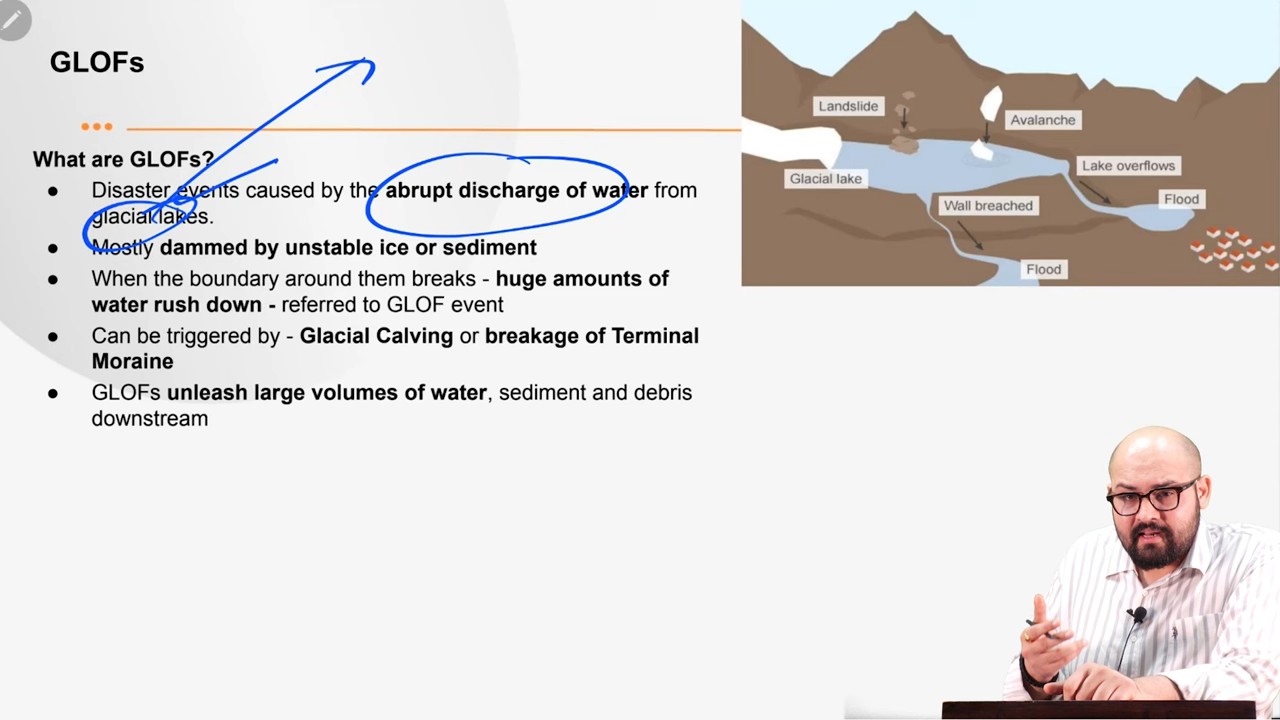 GLOFs
What are GLOFs?
● Disaster events caused by the abrupt discharge of water from
glacial lakes.
● Mostly dammed by unstable ice or sediment
● When the boundary around them breaks - huge amounts of
water rush down - referred to GLOF event
● Can be triggered by - Glacial Calving or breakage of Terminal
Moraine
● GLOFs unleash large volumes of water, sediment and debris
downstream
Landslide
Avalanche
Glacial lake
Lake overflows
Wall breached
Flood
Flood